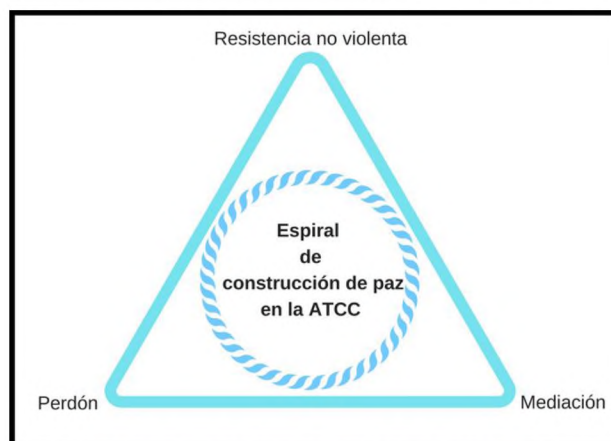 Resistencia no violenta
Espiral
de
construcción de paz
en la ATCC
Perdón
Mediación